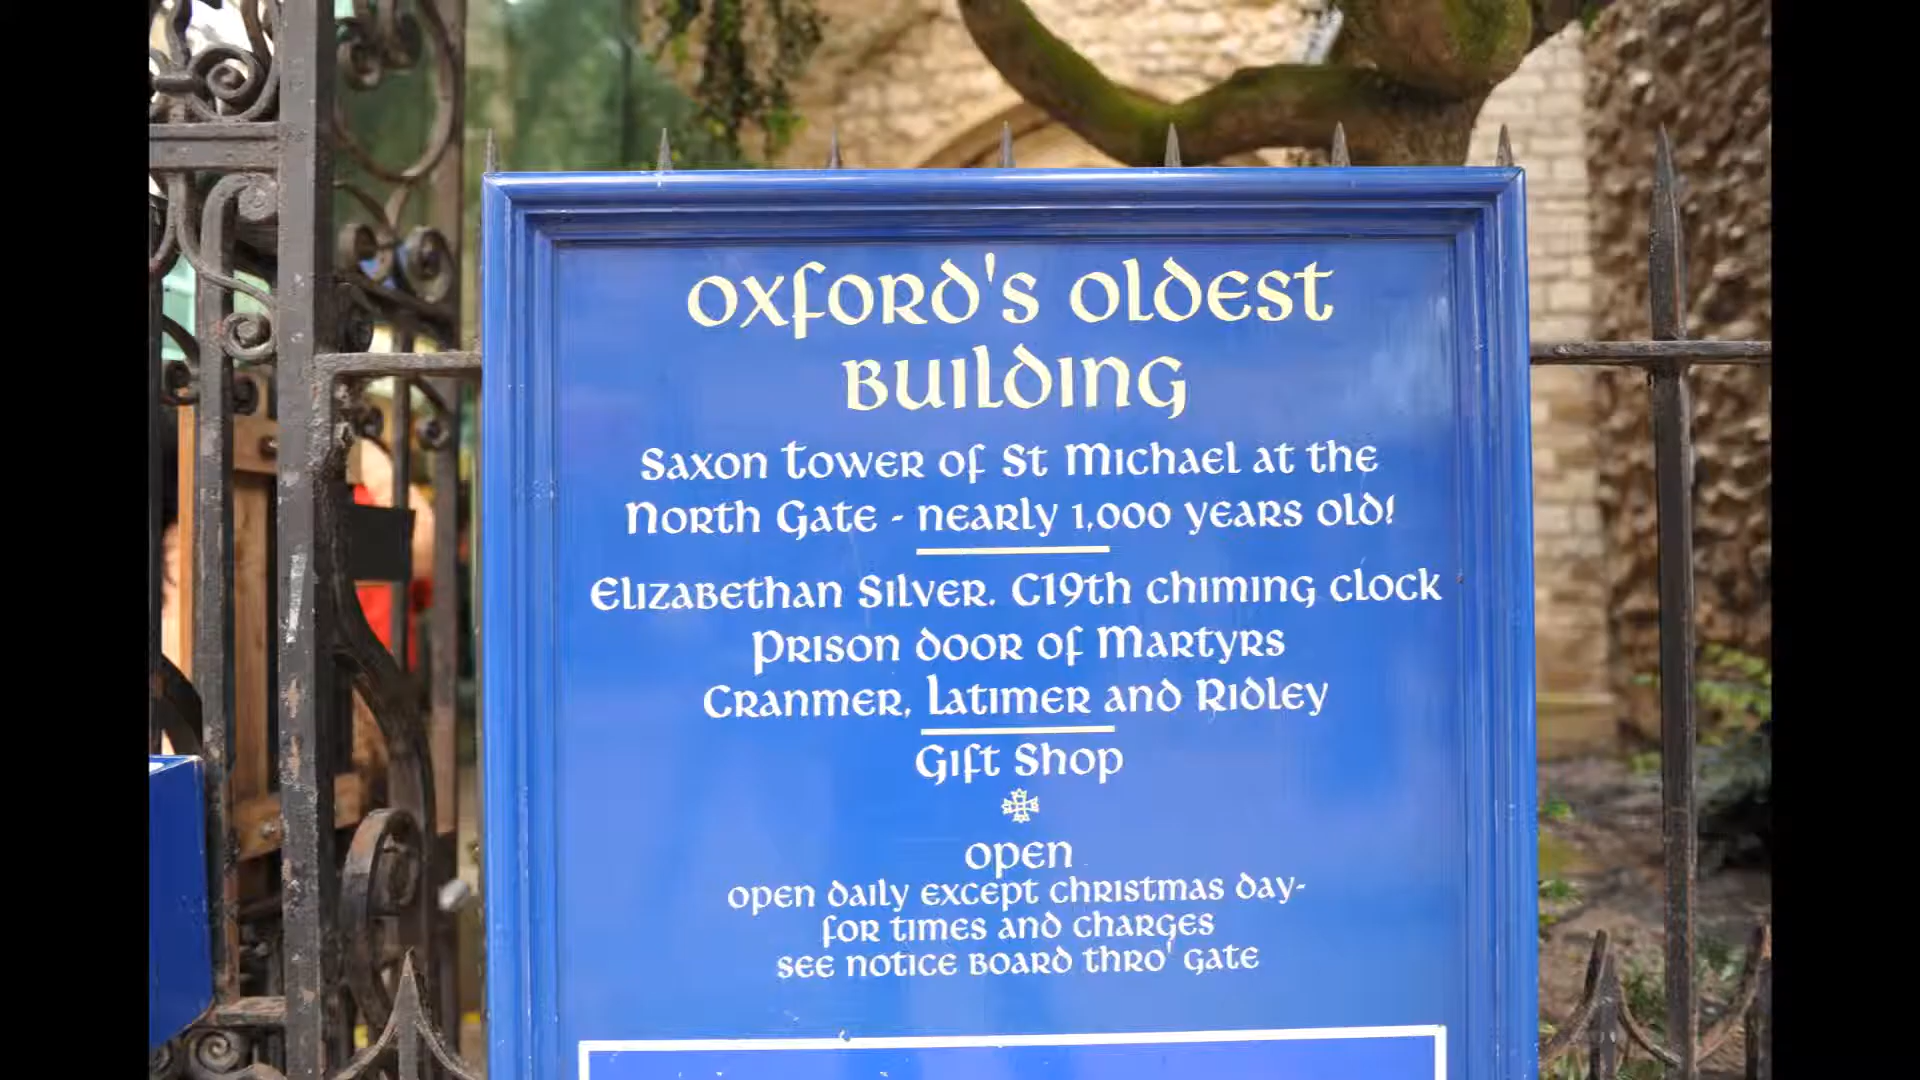 Oxford's Oldest
Building
Saxon Tower of St Michael at the
North Gate - nearly 1,000 years old!
Elizabethan Silver. C19th chiming clock
Prison door of Martyrs
Cranmer, Latimer and Ridley
Gift Shop
open
open daily except christmas day-
for times and charges
see notice board thro' gate